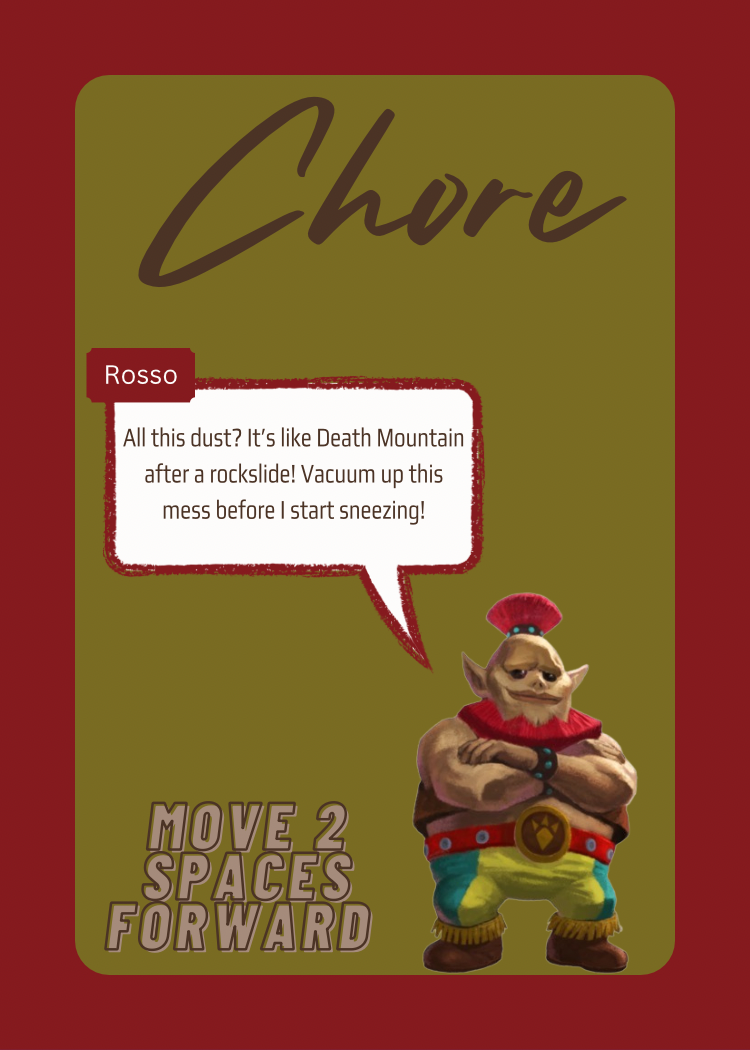 Chore
Rosso
All this dust? It's like Death Mountain
after a rockslide! Vacuum up this
mess before I start sneezing!
MOVE 2
SPACES
FORWARD